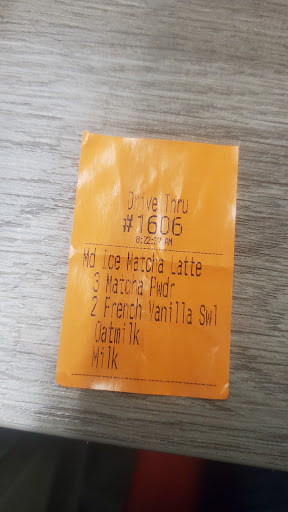 Drive Thru
#1606
8:22:37 AM
Md Ice Matcha Latte
3 Matcha Pwdr
2 French Vanilla Swl
Oatmilk
Milk